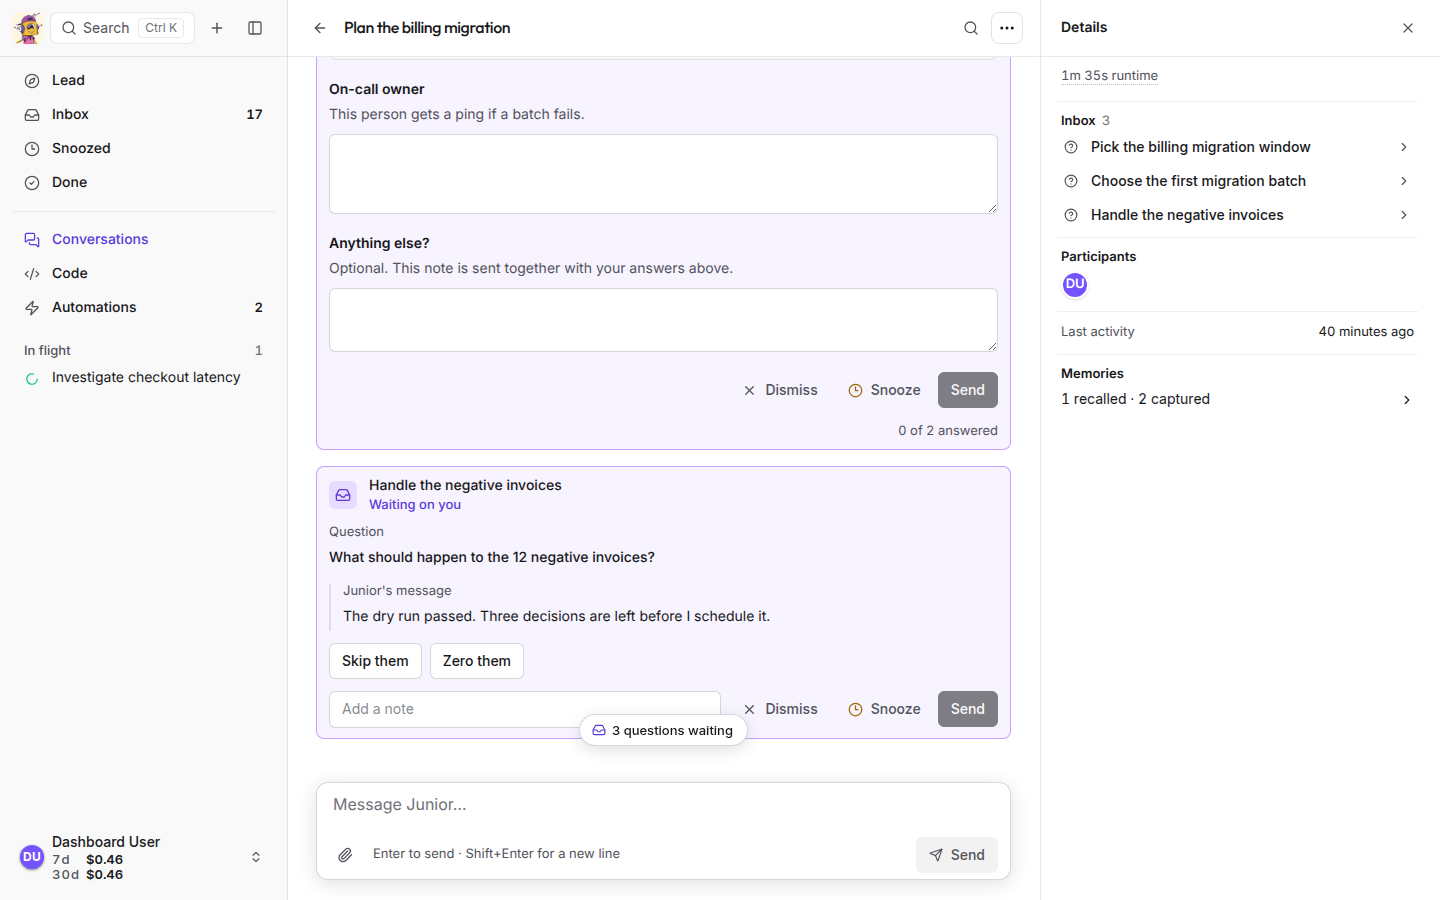 Search Ctrl K
Lead
Inbox 17
Snoozed
Done
Conversations
Code
Automations 2
In flight 1
Investigate checkout latency
Dashboard User
7d $0.46
30d $0.46
DU
Plan the billing migration
On-call owner
This person gets a ping if a batch fails.
Anything else?
Optional. This note is sent together with your answers above.
Dismiss Snooze Send
0 of 2 answered
Handle the negative invoices
Waiting on you
Question
What should happen to the 12 negative invoices?
Junior's message
The dry run passed. Three decisions are left before I schedule it.
Skip them Zero them
Add a note Dismiss Snooze Send
3 questions waiting
Message Junior...
Enter to send · Shift+Enter for a new line Send
Details
1m 35s runtime
Inbox 3
Pick the billing migration window
Choose the first migration batch
Handle the negative invoices
Participants
DU
Last activity 40 minutes ago
Memories
1 recalled · 2 captured